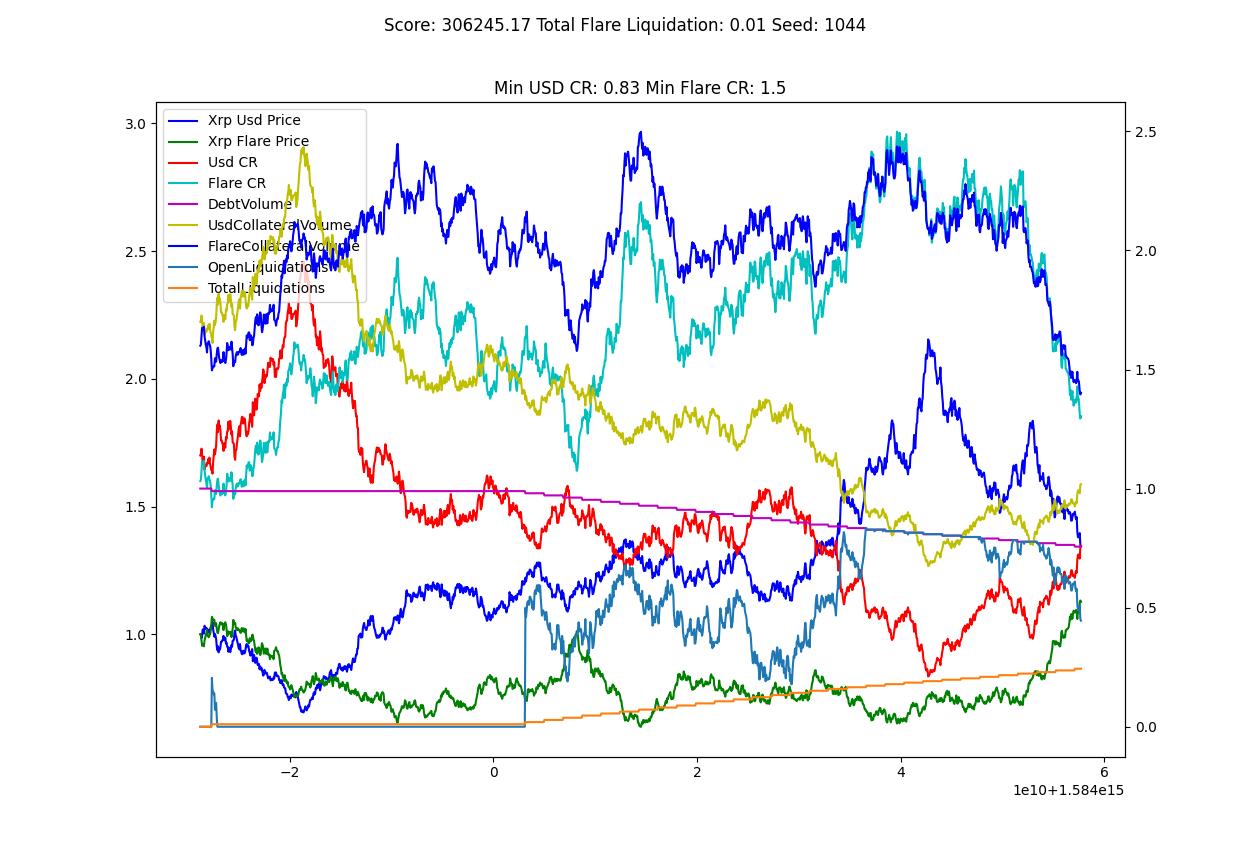 Score: 306245.17 Total Flare Liquidation: 0.01 Seed: 1044
Min USD CR: 0.83 Min Flare CR: 1.5
Xrp Usd Price
Xrp Flare Price
Usd CR
Flare CR
DebtVolume
UsdCollateralVolume
FlareCollateralVolume
OpenLiquidations
TotalLiquidations
3.0
2.5
2.0
1.5
1.0
2.5
2.0
1.5
1.0
0.5
0.0
−2 0 2 4 6
1e10+1.584e15